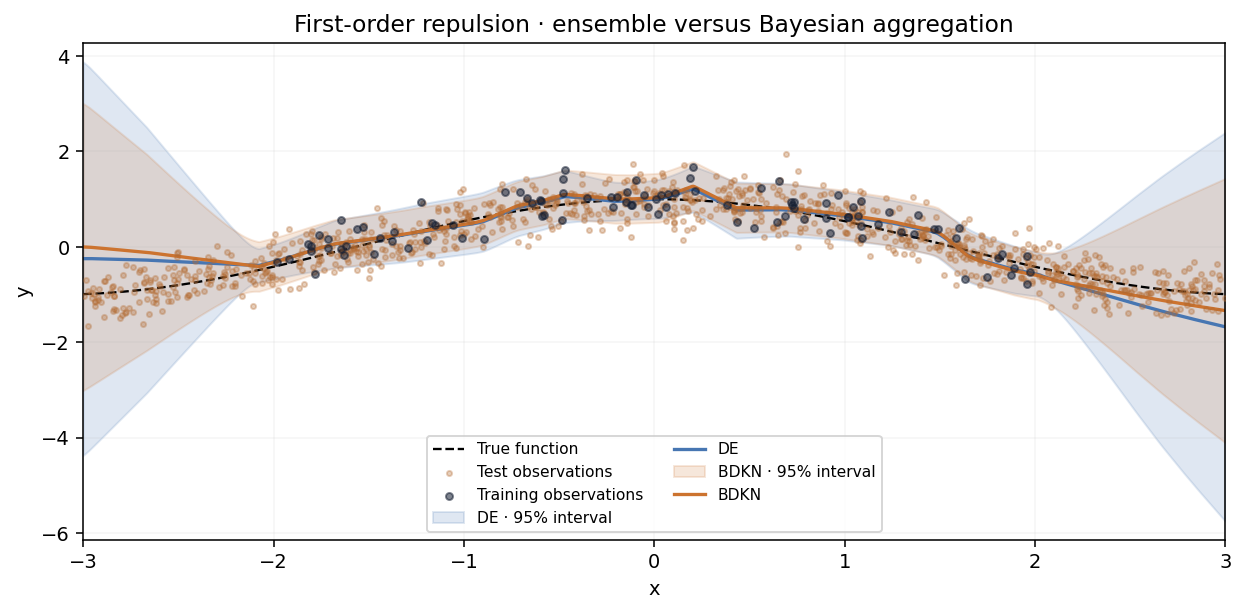 First-order repulsion · ensemble versus Bayesian aggregation
y
4
2
0
−2
−4
−6
True function
Test observations
Training observations
DE · 95% interval
DE
BDKN · 95% interval
BDKN
−3
−2
−1
0
1
2
3
x